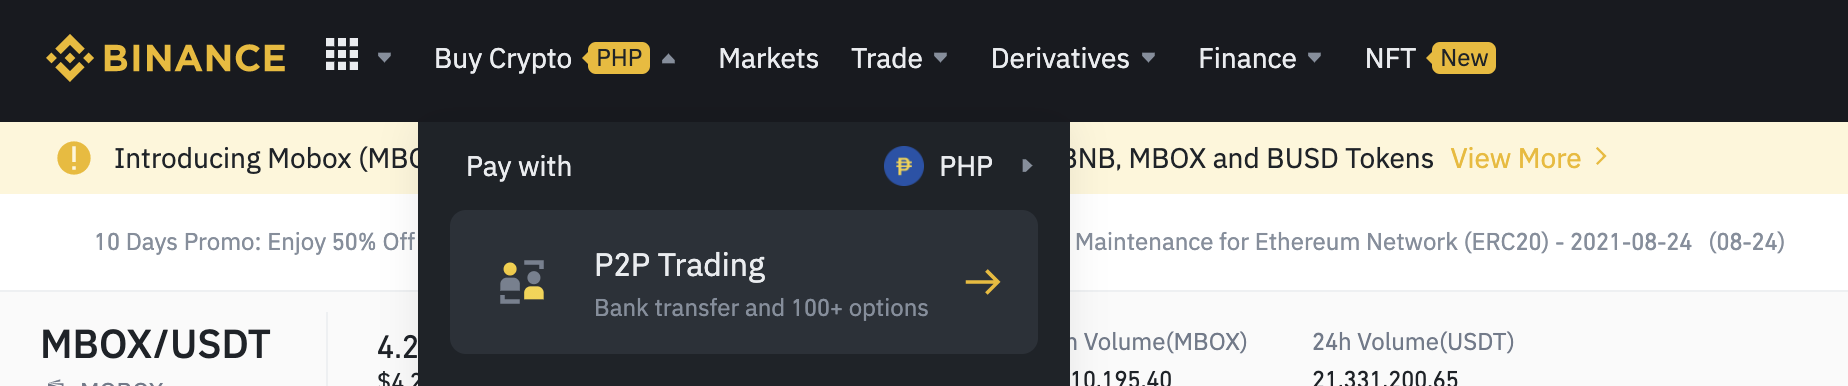 BINANCE Buy Crypto PHP Markets Trade Derivatives Finance NFT New
Introducing Mobox (MBO
BNB, MBOX and BUSD Tokens View More
Pay with PHP
10 Days Promo: Enjoy 50% Off
Maintenance for Ethereum Network (ERC20) - 2021-08-24 (08-24)
P2P Trading
Bank transfer and 100+ options
MBOX/USDT
4.2
h Volume(MBOX)
24h Volume(USDT)
MOBOX
$4.2
10,195.40
21,331,200.65